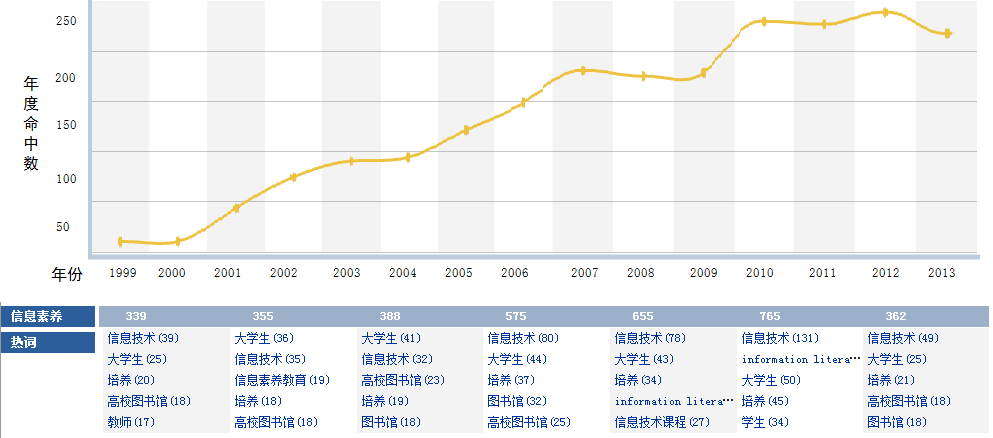 250
200
150
100
50
年度命中数
年份 1999 2000 2001 2002 2003 2004 2005 2006 2007 2008 2009 2010 2011 2012 2013
信息素养 339 355 388 575 655 765 362
热词 信息技术(39) 大学生(36) 大学生(41) 信息技术(80) 信息技术(78) 信息技术(131) 信息技术(49)
大学生(25) 信息技术(35) 信息技术(32) 大学生(44) 大学生(43) information litera… 大学生(25)
培养(20) 信息素养教育(19) 高校图书馆(23) 培养(37) 培养(34) 大学生(50) 培养(21)
高校图书馆(18) 培养(18) 培养(19) 图书馆(32) information litera… 培养(45) 高校图书馆(18)
教师(17) 高校图书馆(18) 图书馆(18) 高校图书馆(25) 信息技术课程(27) 学生(34) 图书馆(18)